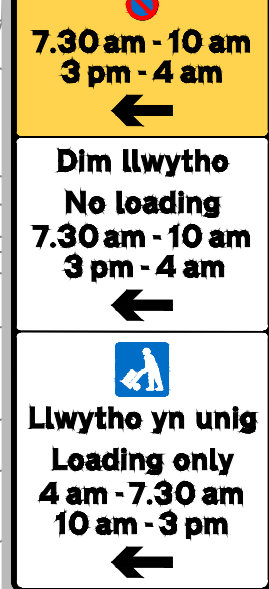 7.30 am - 10 am
3 pm - 4 am
Dim llwytho
No loading
7.30 am - 10 am
3 pm - 4 am
Llwytho yn unig
Loading only
4 am - 7.30 am
10 am - 3 pm